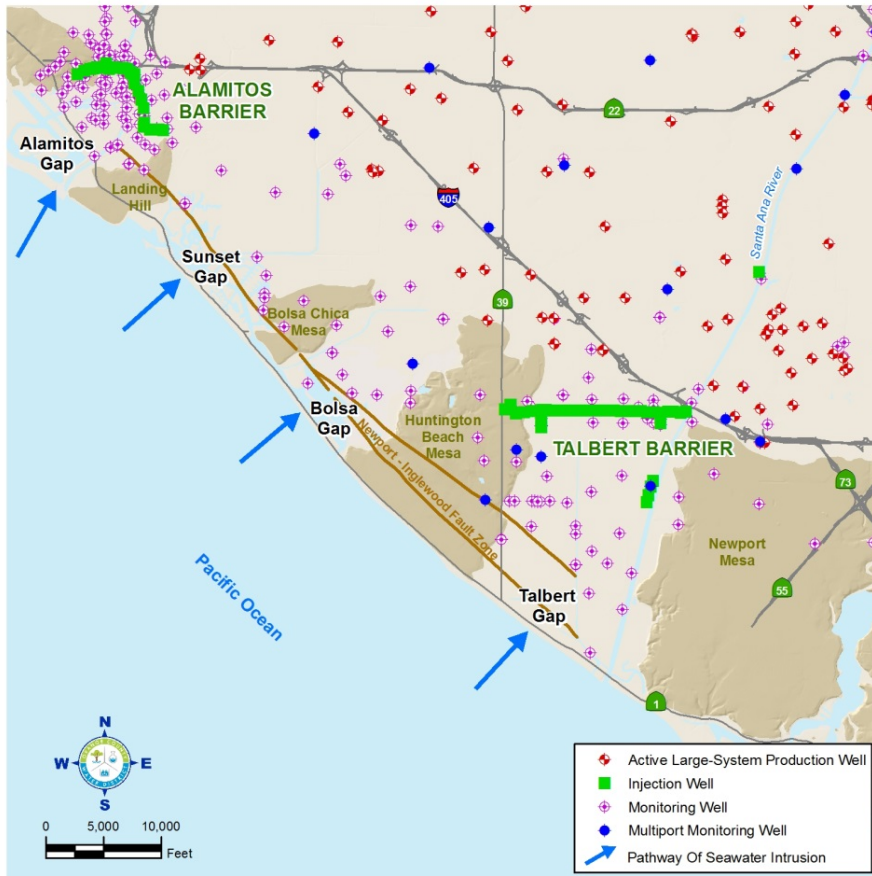 ALAMITOS
BARRIER
22
Alamitos
Gap
Landing
Hill
405
Santa Ana River
Sunset
Gap
39
Bolsa Chica
Mesa
Bolsa
Gap
Huntington
Beach
Mesa
TALBERT BARRIER
Newport - Inglewood Fault Zone
73
Newport
Mesa
55
Pacific Ocean
Talbert
Gap
1
N
W
E
S
0 5,000 10,000
Feet
Active Large-System Production Well
Injection Well
Monitoring Well
Multiport Monitoring Well
Pathway Of Seawater Intrusion